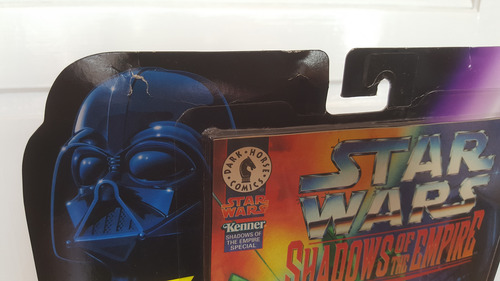 DARK HORSE
COMICS
STAR
WARS
Kenner
SHADOWS OF
THE EMPIRE
SPECIAL
STAR
WARS
SHADOWS OF THE EMPIRE